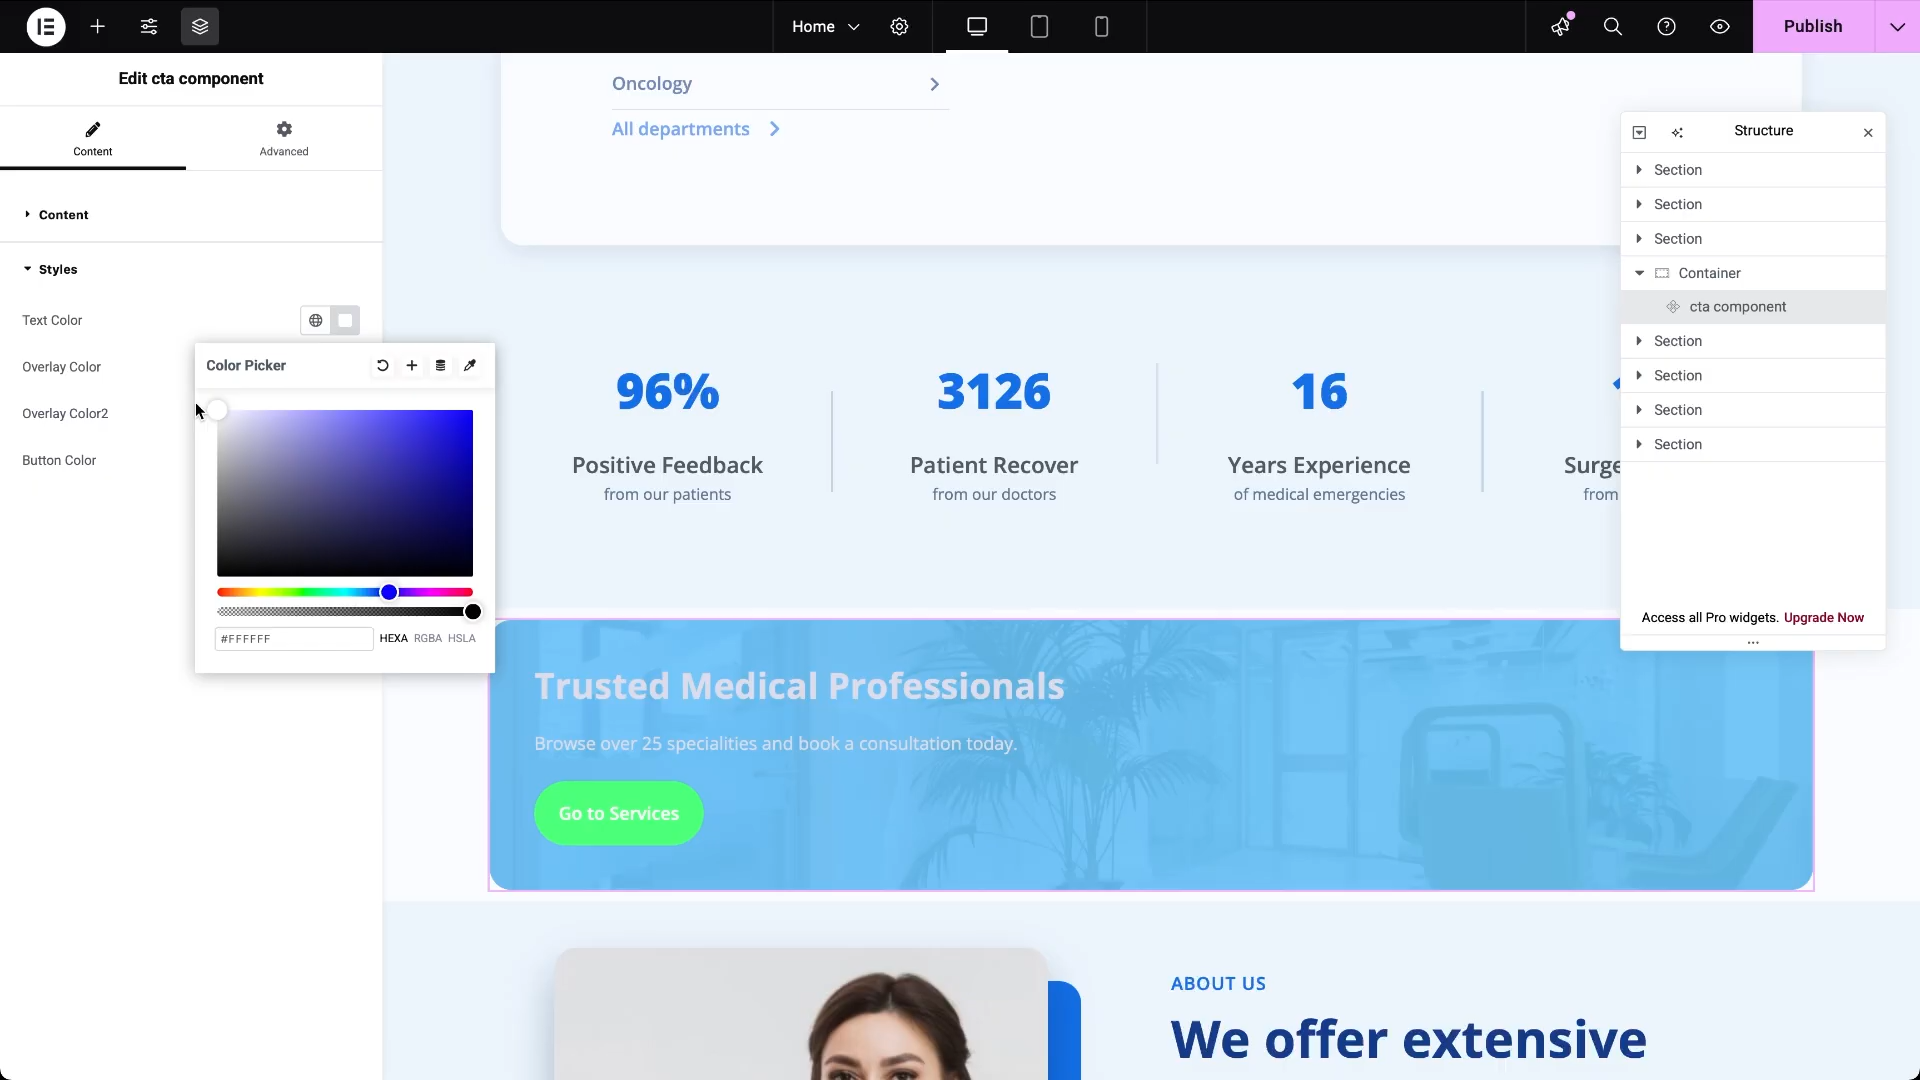 Home
Publish
Edit cta component
Content
Advanced
Content
Styles
Text Color
Overlay Color
Overlay Color2
Button Color
Color Picker
#FFFFFF
HEXA RGBA HSLA
Oncology
All departments
96%
Positive Feedback
from our patients
3126
Patient Recover
from our doctors
16
Years Experience
of medical emergencies
from
Trusted Medical Professionals
Browse over 25 specialities and book a consultation today.
Go to Services
ABOUT US
We offer extensive
Structure
Section
Section
Section
Container
cta component
Section
Section
Section
Section
Access all Pro widgets. Upgrade Now